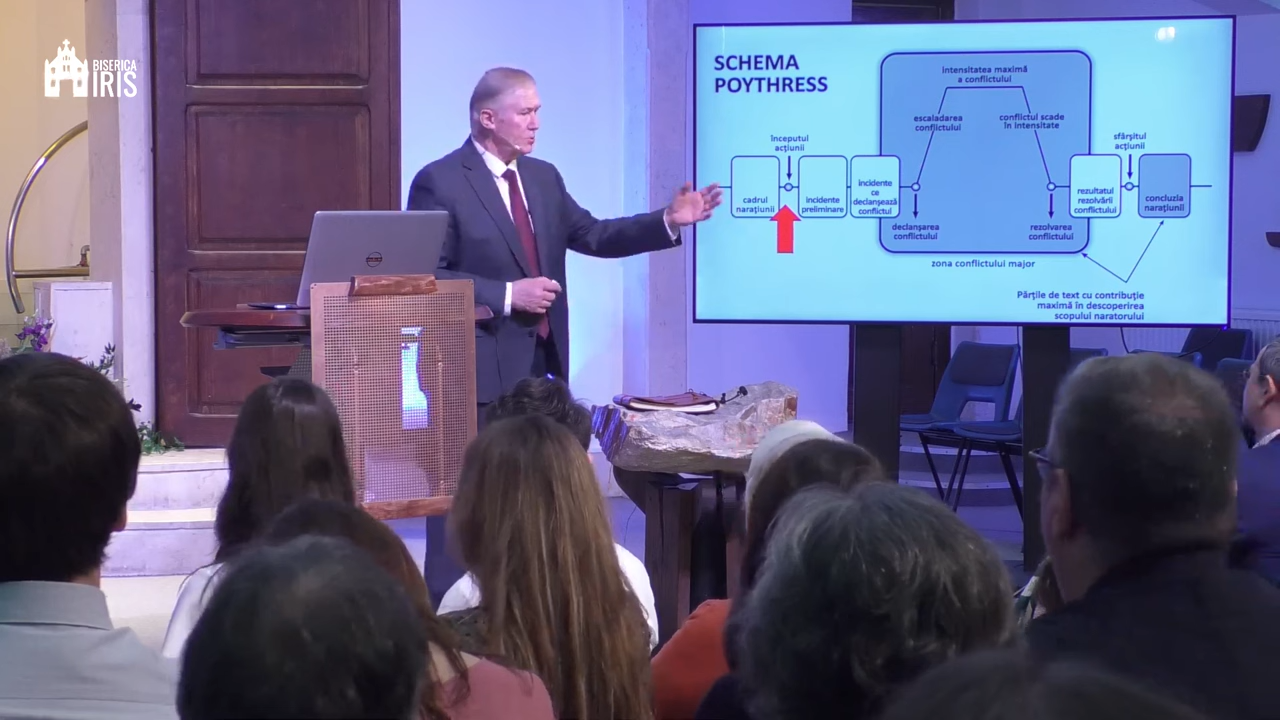 BISERICA
IRIS
SCHEMA
POYTHRESS
intensitatea maximă
a conflictului
escaladarea
conflictului
conflictul scade
în intensitate
începutul
acțiunii
sfârșitul
acțiunii
cadrul
narațiunii
incidente
preliminare
incidente
ce
declanșează
conflictul
rezultatul
rezolvării
conflictului
concluzia
narațiunii
declanșarea
conflictului
rezolvarea
conflictului
zona conflictului major
Părțile de text cu contribuție
maximă în descoperirea
scopului naratorului
DELL